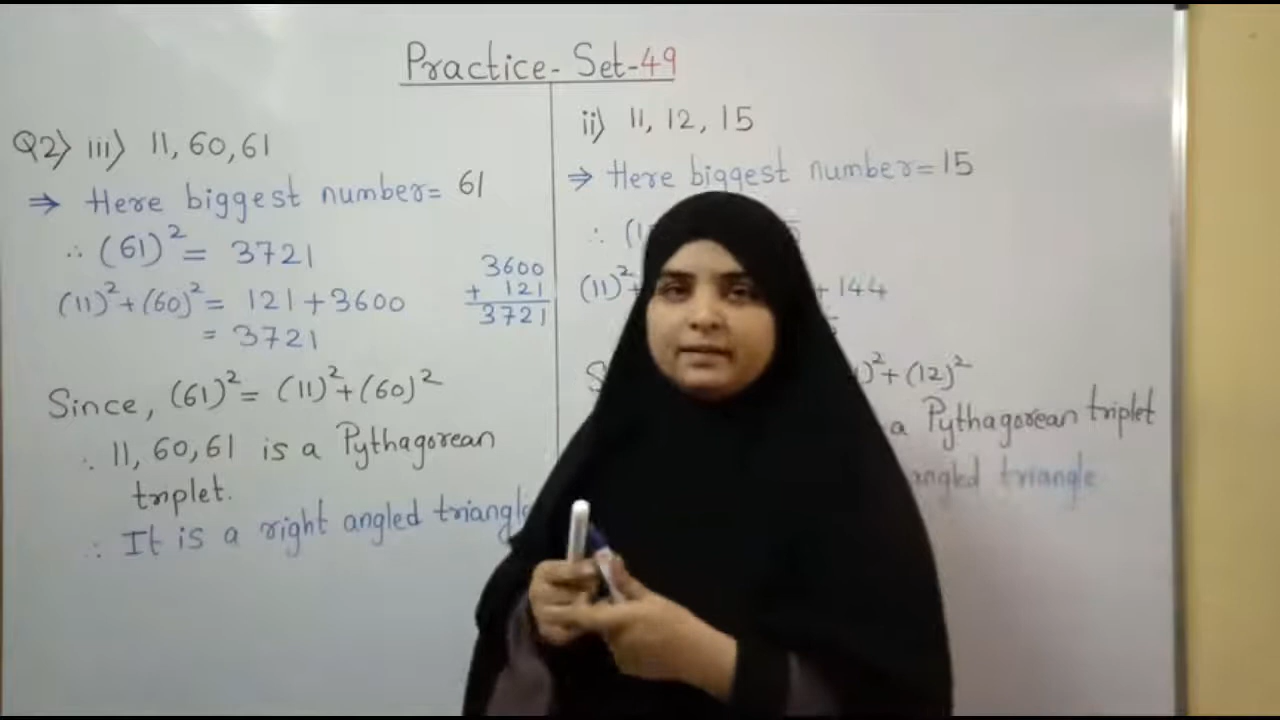 Practice- Set-49
Q2) iii) 11, 60, 61
⇒ Here biggest number= 61
∴ (61)²= 3721
(11)²+(60)²= 121+3600
= 3721
3600
+ 121
3721
Since, (61)²= (11)²+(60)²
∴ 11, 60, 61 is a Pythagorean
triplet.
∴ It is a right angled triangle
ii) 11, 12, 15
⇒ Here biggest number=15
∴ (1
(11)²+
+144
)²+(12)²
a Pythagorean triplet
angled triangle